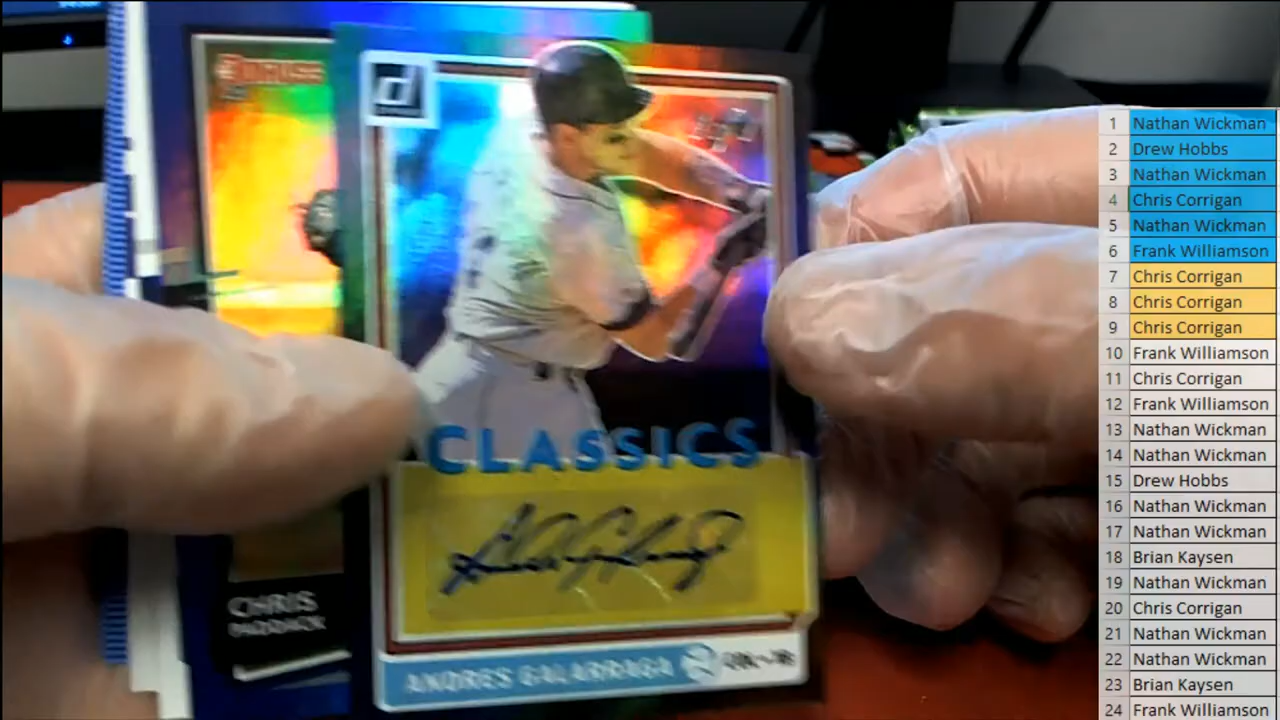 d
CLASSICS
ANDRES GALARRAGA
CHRIS
PADDACK
1 Nathan Wickman
2 Drew Hobbs
3 Nathan Wickman
4 Chris Corrigan
5 Nathan Wickman
6 Frank Williamson
7 Chris Corrigan
8 Chris Corrigan
9 Chris Corrigan
10 Frank Williamson
11 Chris Corrigan
12 Frank Williamson
13 Nathan Wickman
14 Nathan Wickman
15 Drew Hobbs
16 Nathan Wickman
17 Nathan Wickman
18 Brian Kaysen
19 Nathan Wickman
20 Chris Corrigan
21 Nathan Wickman
22 Nathan Wickman
23 Brian Kaysen
24 Frank Williamson